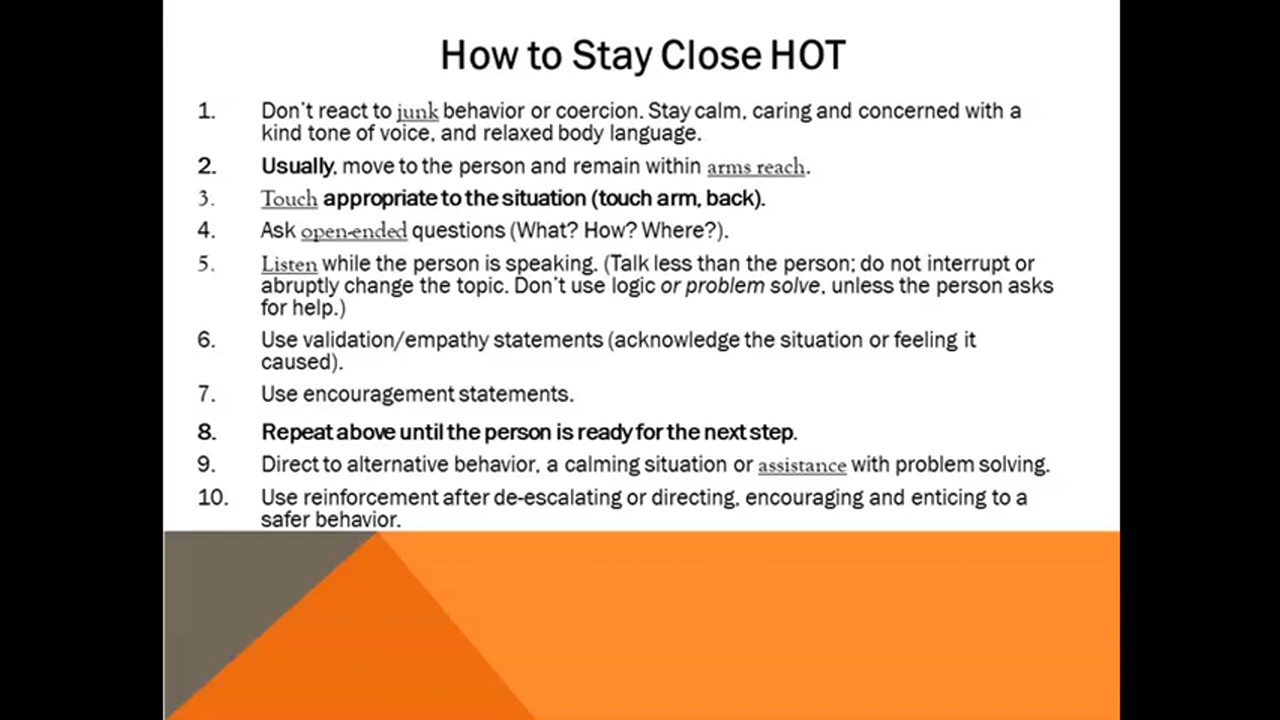 How to Stay Close HOT
1. Don't react to junk behavior or coercion. Stay calm, caring and concerned with a
kind tone of voice, and relaxed body language.
2. Usually, move to the person and remain within arms reach.
3. Touch appropriate to the situation (touch arm, back).
4. Ask open-ended questions (What? How? Where?).
5. Listen while the person is speaking. (Talk less than the person; do not interrupt or
abruptly change the topic. Don't use logic or problem solve, unless the person asks
for help.)
6. Use validation/empathy statements (acknowledge the situation or feeling it
caused).
7. Use encouragement statements.
8. Repeat above until the person is ready for the next step.
9. Direct to alternative behavior, a calming situation or assistance with problem solving.
10. Use reinforcement after de-escalating or directing, encouraging and enticing to a
safer behavior.